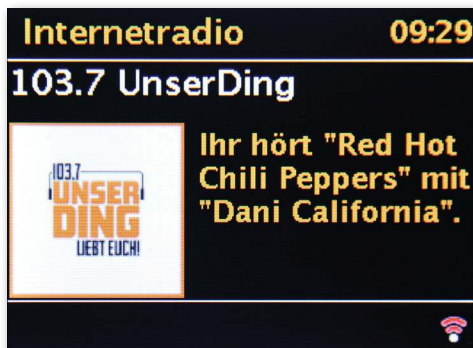 Internetradio 09:29
103.7 UnserDing
103.7
UNSER
DING
LIEBT EUCH!
Ihr hört "Red Hot
Chili Peppers" mit
"Dani California".